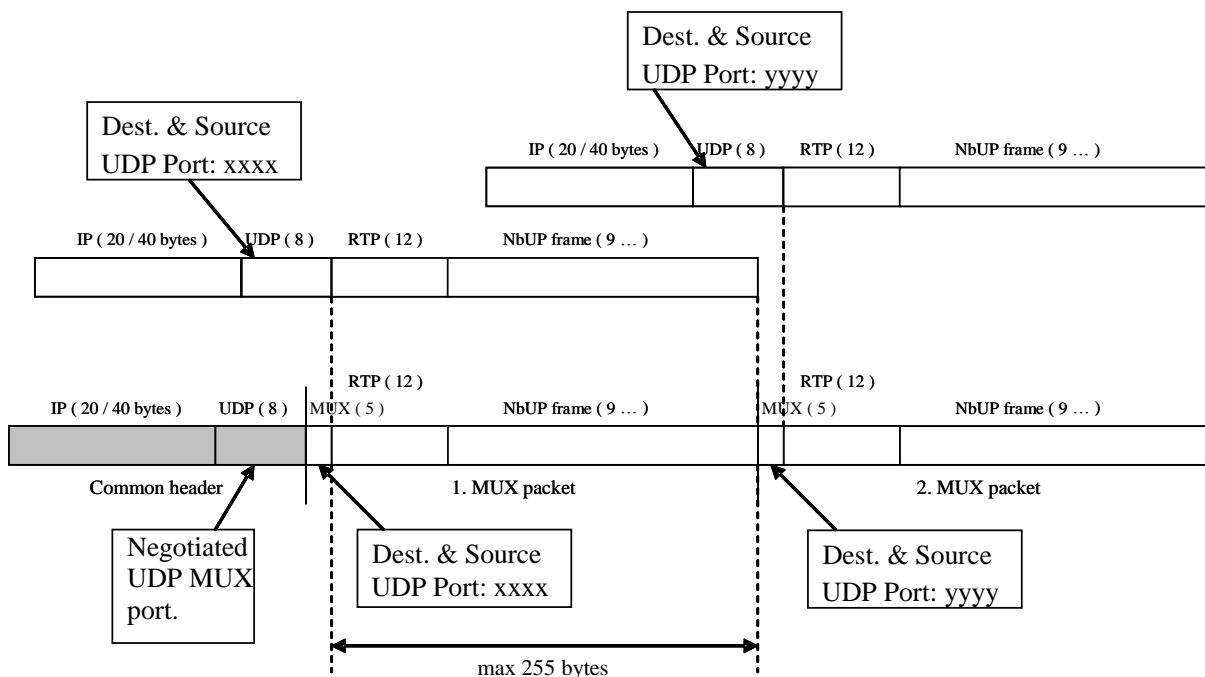 Dest. & Source
UDP Port: yyyy
Dest. & Source
UDP Port: xxxx
IP ( 20 / 40 bytes ) UDP ( 8 ) RTP ( 12 ) NbUP frame ( 9 … )
IP ( 20 / 40 bytes ) UDP ( 8 ) RTP ( 12 ) NbUP frame ( 9 … )
RTP ( 12 ) RTP ( 12 )
IP ( 20 / 40 bytes ) UDP ( 8 ) MUX ( 5 ) NbUP frame ( 9 … ) MUX ( 5 ) NbUP frame ( 9 … )
Common header 1. MUX packet 2. MUX packet
Negotiated
UDP MUX
port.
Dest. & Source
UDP Port: xxxx
Dest. & Source
UDP Port: yyyy
max 255 bytes